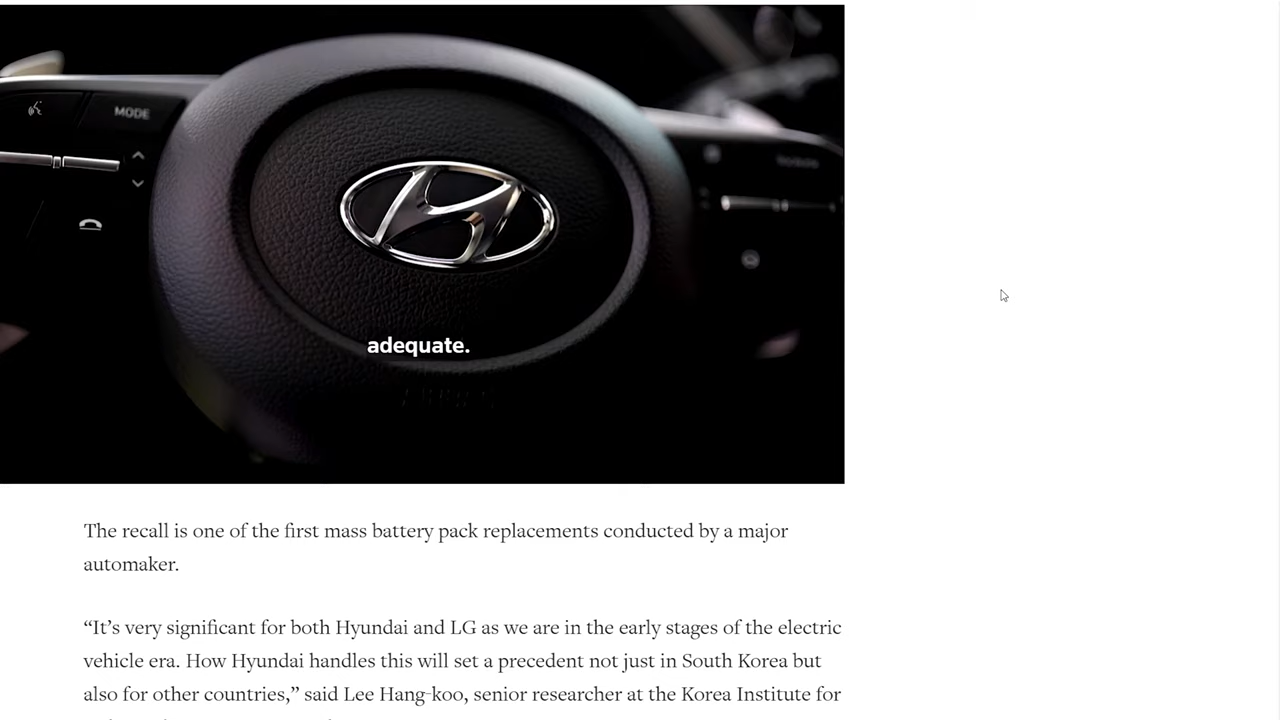 MODE
adequate.
The recall is one of the first mass battery pack replacements conducted by a major
automaker.
“It’s very significant for both Hyundai and LG as we are in the early stages of the electric
vehicle era. How Hyundai handles this will set a precedent not just in South Korea but
also for other countries,” said Lee Hang-koo, senior researcher at the Korea Institute for